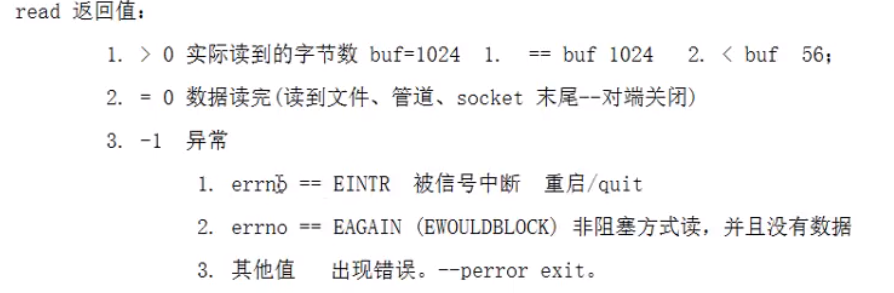 read 返回值：
1. > 0 实际读到的字节数 buf=1024 1. == buf 1024 2. < buf 56;
2. = 0 数据读完(读到文件、管道、socket 末尾--对端关闭)
3. -1 异常
1. errno == EINTR 被信号中断 重启/quit
2. errno == EAGAIN (EWOULDBLOCK) 非阻塞方式读，并且没有数据
3. 其他值 出现错误。--perror exit。